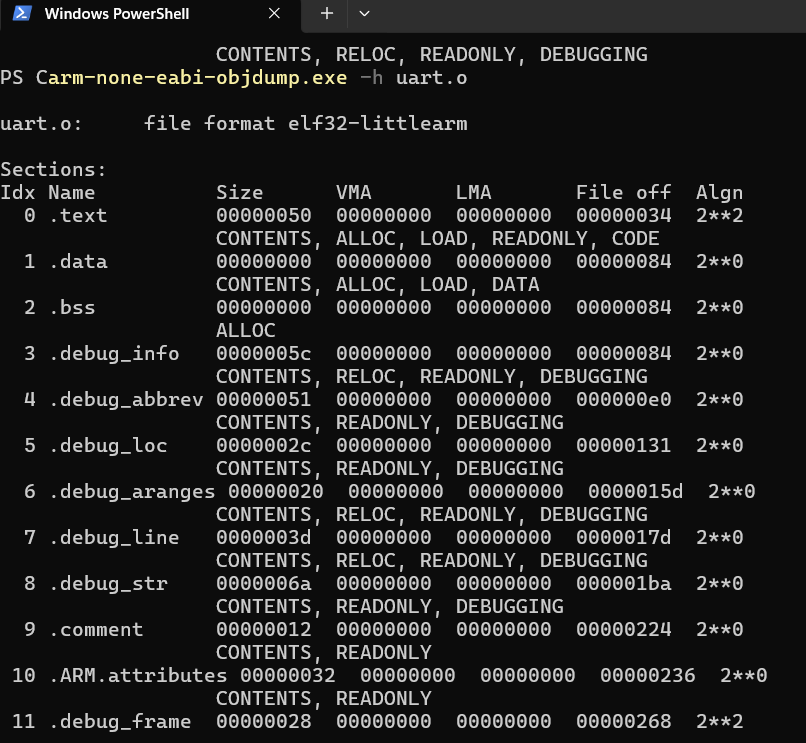 Windows PowerShell
                  CONTENTS, RELOC, READONLY, DEBUGGING
PS Carm-none-eabi-objdump.exe -h uart.o

uart.o:     file format elf32-littlearm

Sections:
Idx Name          Size      VMA       LMA       File off  Algn
  0 .text         00000050  00000000  00000000  00000034  2**2
                  CONTENTS, ALLOC, LOAD, READONLY, CODE
  1 .data         00000000  00000000  00000000  00000084  2**0
                  CONTENTS, ALLOC, LOAD, DATA
  2 .bss          00000000  00000000  00000000  00000084  2**0
                  ALLOC
  3 .debug_info   0000005c  00000000  00000000  00000084  2**0
                  CONTENTS, RELOC, READONLY, DEBUGGING
  4 .debug_abbrev 00000051  00000000  00000000  000000e0  2**0
                  CONTENTS, READONLY, DEBUGGING
  5 .debug_loc    0000002c  00000000  00000000  00000131  2**0
                  CONTENTS, READONLY, DEBUGGING
  6 .debug_aranges 00000020  00000000  00000000  0000015d  2**0
                  CONTENTS, RELOC, READONLY, DEBUGGING
  7 .debug_line   0000003d  00000000  00000000  0000017d  2**0
                  CONTENTS, RELOC, READONLY, DEBUGGING
  8 .debug_str    0000006a  00000000  00000000  000001ba  2**0
                  CONTENTS, READONLY, DEBUGGING
  9 .comment      00000012  00000000  00000000  00000224  2**0
                  CONTENTS, READONLY
 10 .ARM.attributes 00000032  00000000  00000000  00000236  2**0
                  CONTENTS, READONLY
 11 .debug_frame  00000028  00000000  00000000  00000268  2**2